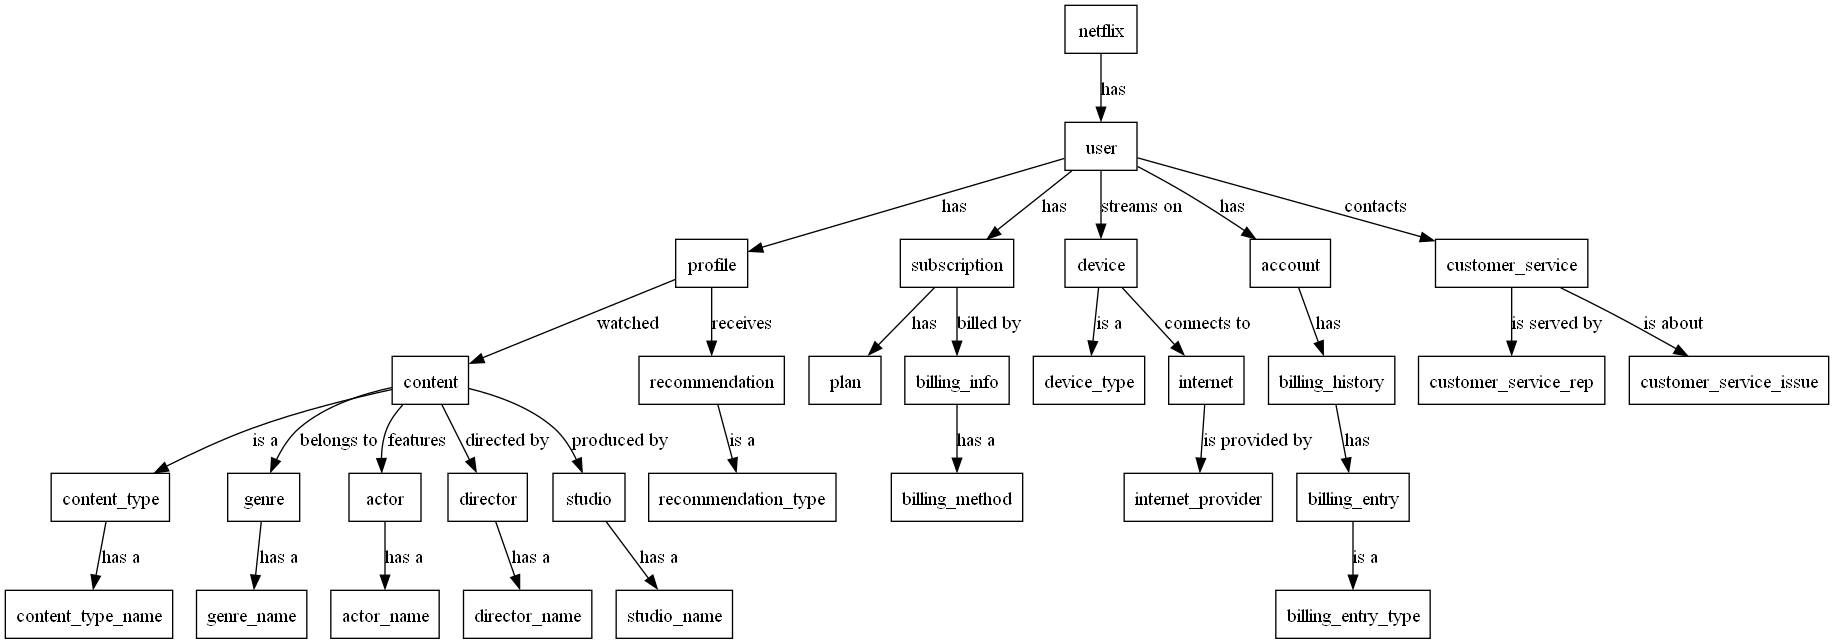 netflix
has
user
has
has
streams on
has
contacts
profile
subscription
device
account
customer_service
watched
receives
has
billed by
is a
connects to
has
is served by
is about
content
recommendation
plan
billing_info
device_type
internet
billing_history
customer_service_rep
customer_service_issue
is a
belongs to
features
directed by
produced by
is a
has a
is provided by
has
content_type
genre
actor
director
studio
recommendation_type
billing_method
internet_provider
billing_entry
has a
has a
has a
has a
has a
is a
content_type_name
genre_name
actor_name
director_name
studio_name
billing_entry_type